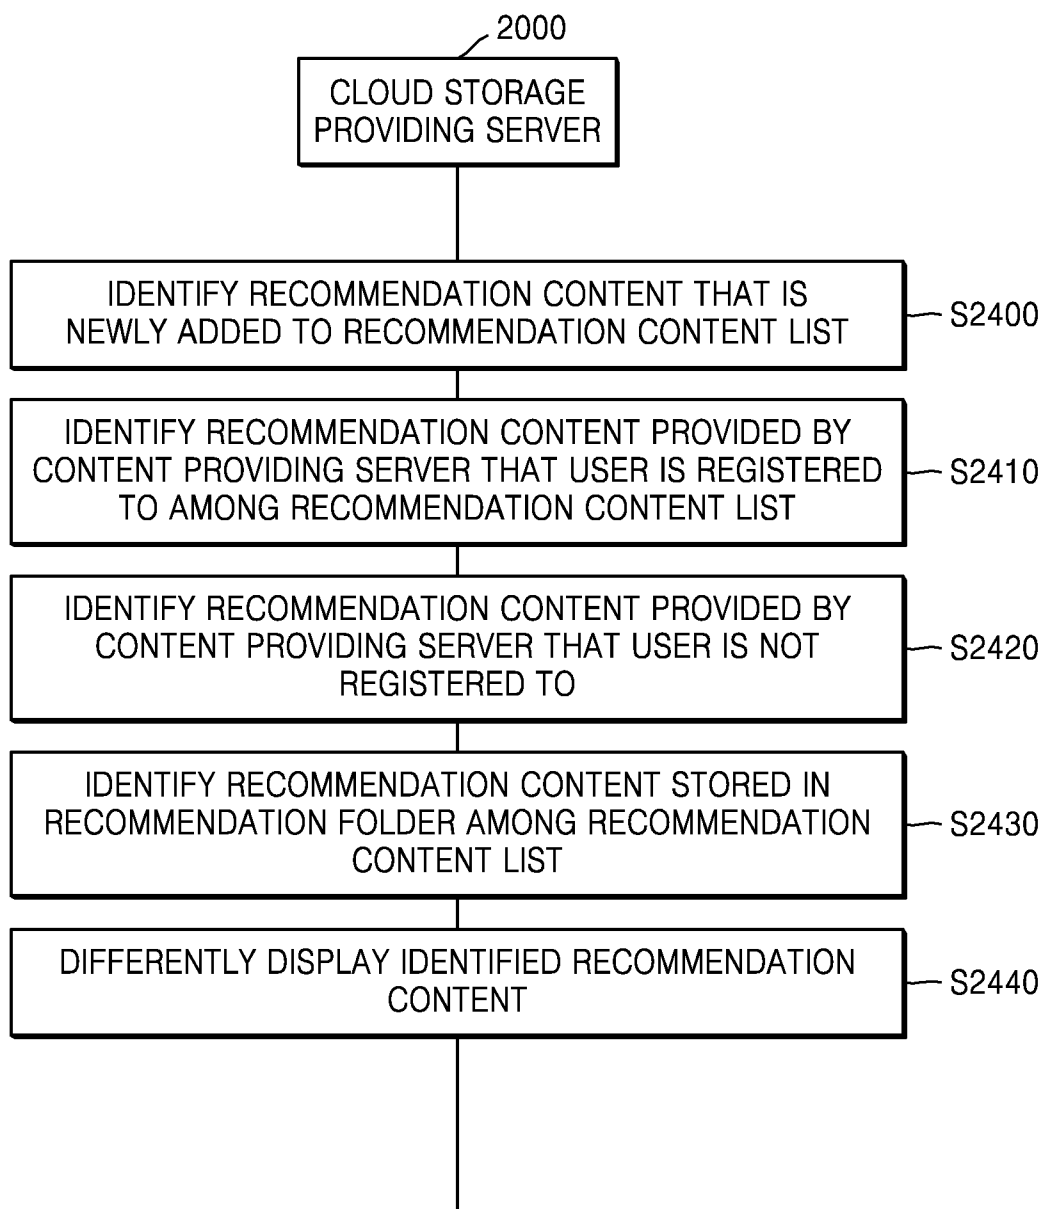 2000
CLOUD STORAGE
PROVIDING SERVER
IDENTIFY RECOMMENDATION CONTENT THAT IS
NEWLY ADDED TO RECOMMENDATION CONTENT LIST
S2400
IDENTIFY RECOMMENDATION CONTENT PROVIDED BY
CONTENT PROVIDING SERVER THAT USER IS REGISTERED
TO AMONG RECOMMENDATION CONTENT LIST
S2410
IDENTIFY RECOMMENDATION CONTENT PROVIDED BY
CONTENT PROVIDING SERVER THAT USER IS NOT
REGISTERED TO
S2420
IDENTIFY RECOMMENDATION CONTENT STORED IN
RECOMMENDATION FOLDER AMONG RECOMMENDATION
CONTENT LIST
S2430
DIFFERENTLY DISPLAY IDENTIFIED RECOMMENDATION
CONTENT
S2440